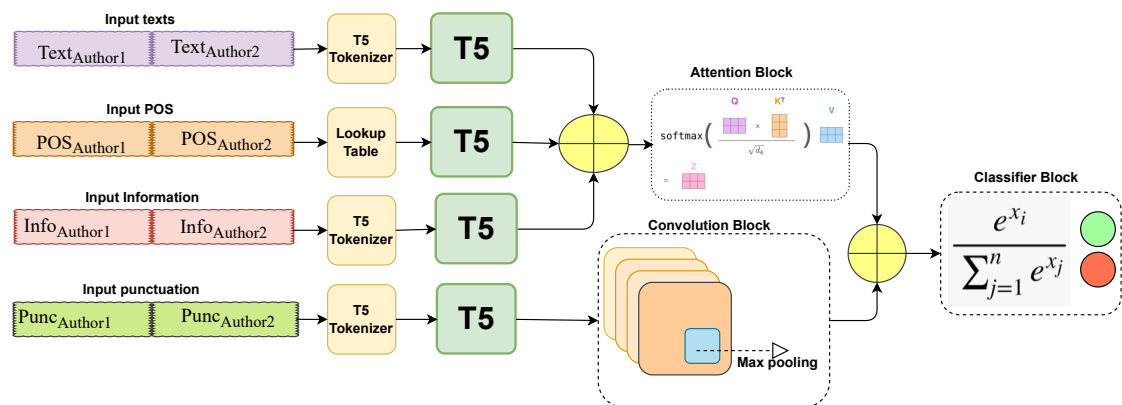 Input texts
Text_Author1 Text_Author2
T5
Tokenizer
T5
Input POS
POS_Author1 POS_Author2
Lookup
Table
T5
Input Information
Info_Author1 Info_Author2
T5
Tokenizer
T5
Input punctuation
Punc_Author1 Punc_Author2
T5
Tokenizer
T5
Attention Block
Q K^T V
softmax( × )
√d_k
= Z
Convolution Block
Max pooling
Classifier Block
e^{x_i}
∑_{j=1}^{n} e^{x_j}